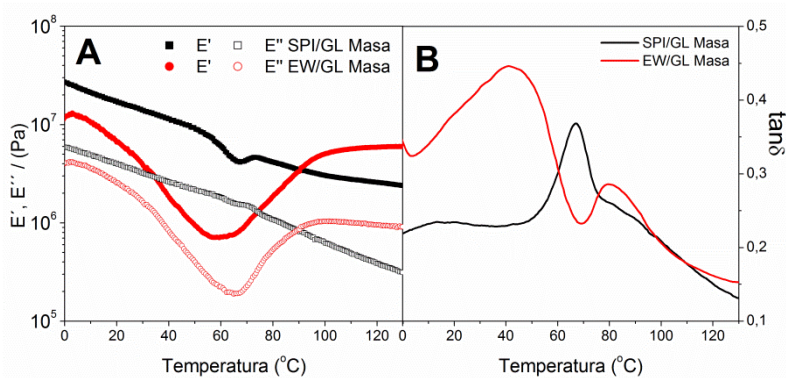 A
E'
E'' SPI/GL Masa
E'
E'' EW/GL Masa
10⁸
10⁷
10⁶
10⁵
E´, E´´ / (Pa)
0 20 40 60 80 100 120
Temperatura (°C)
B
SPI/GL Masa
EW/GL Masa
0,5
0,4
0,3
0,2
0,1
tanδ
0 20 40 60 80 100 120
Temperatura (°C)